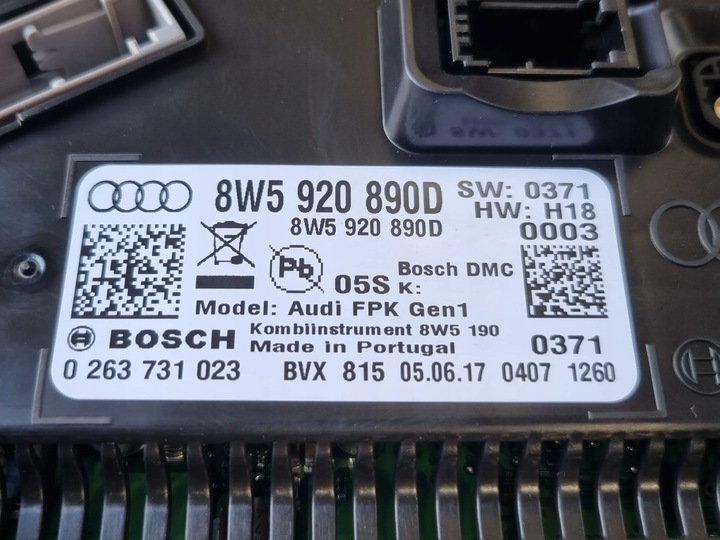 8W5 920 890D
SW: 0371
8W5 920 890D
HW: H18
0003
Pb
05S
Bosch DMC
K:
Model: Audi FPK Gen1
BOSCH
Kombiinstrument 8W5 190
Made in Portugal
0371
0 263 731 023 BVX 815 05.06.17 0407 1260